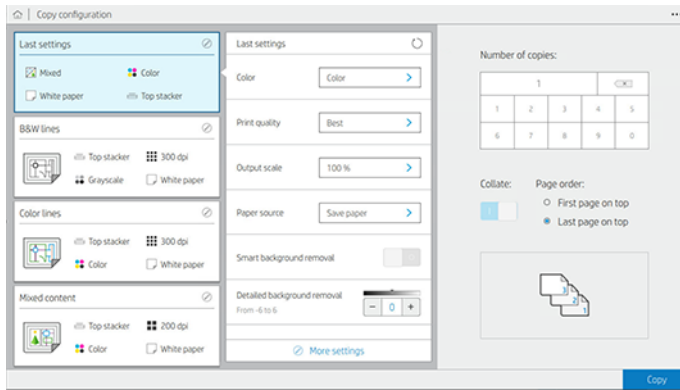 Copy configuration
Last settings
Mixed
Color
White paper
Top stacker
B&W lines
Top stacker
300 dpi
Grayscale
White paper
Color lines
Top stacker
300 dpi
Color
White paper
Mixed content
Top stacker
200 dpi
Color
White paper
Last settings
Color
Color
Print quality
Best
Output scale
100 %
Paper source
Save paper
Smart background removal
Detailed background removal
From -6 to 6
− 0 +
More settings
Number of copies:
1
1 2 3 4 5
6 7 8 9 0
Collate:
Page order:
First page on top
Last page on top
3
2
1
Copy